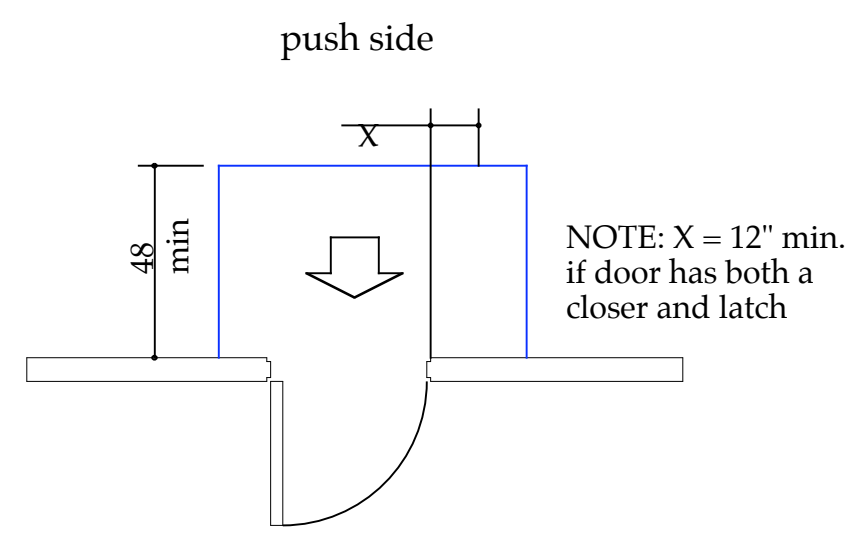 push side
X
48
min
NOTE: X = 12" min.
if door has both a
closer and latch